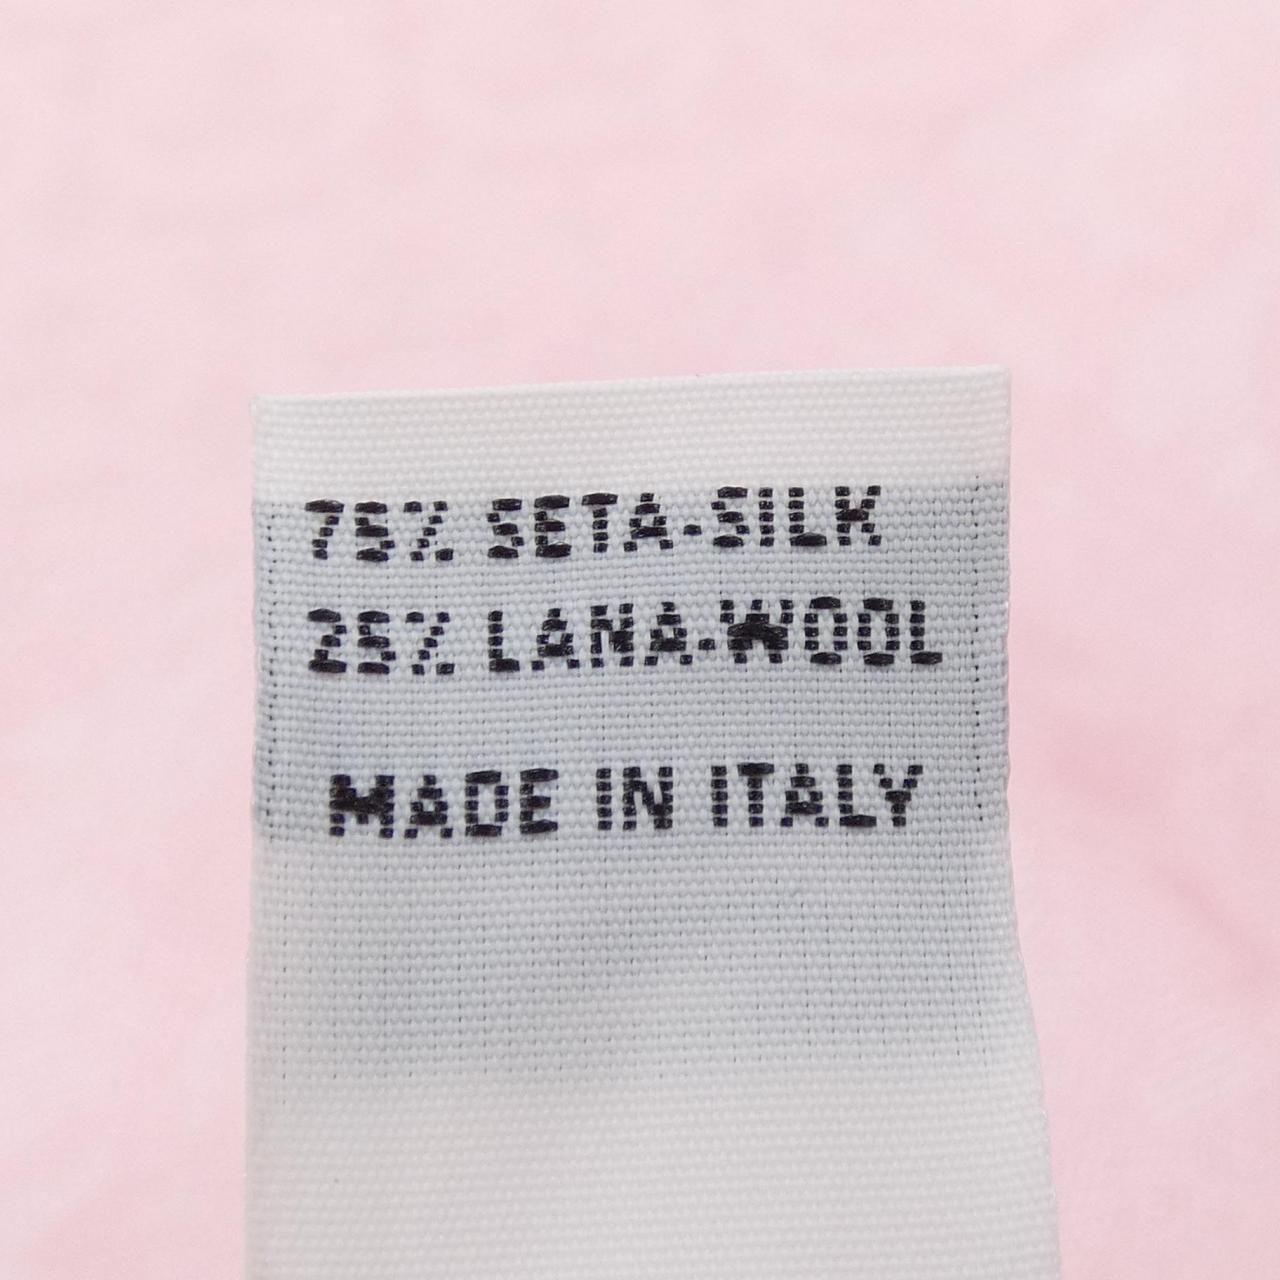 75% SETA-SILK
25% LANA-WOOL
MADE IN ITALY